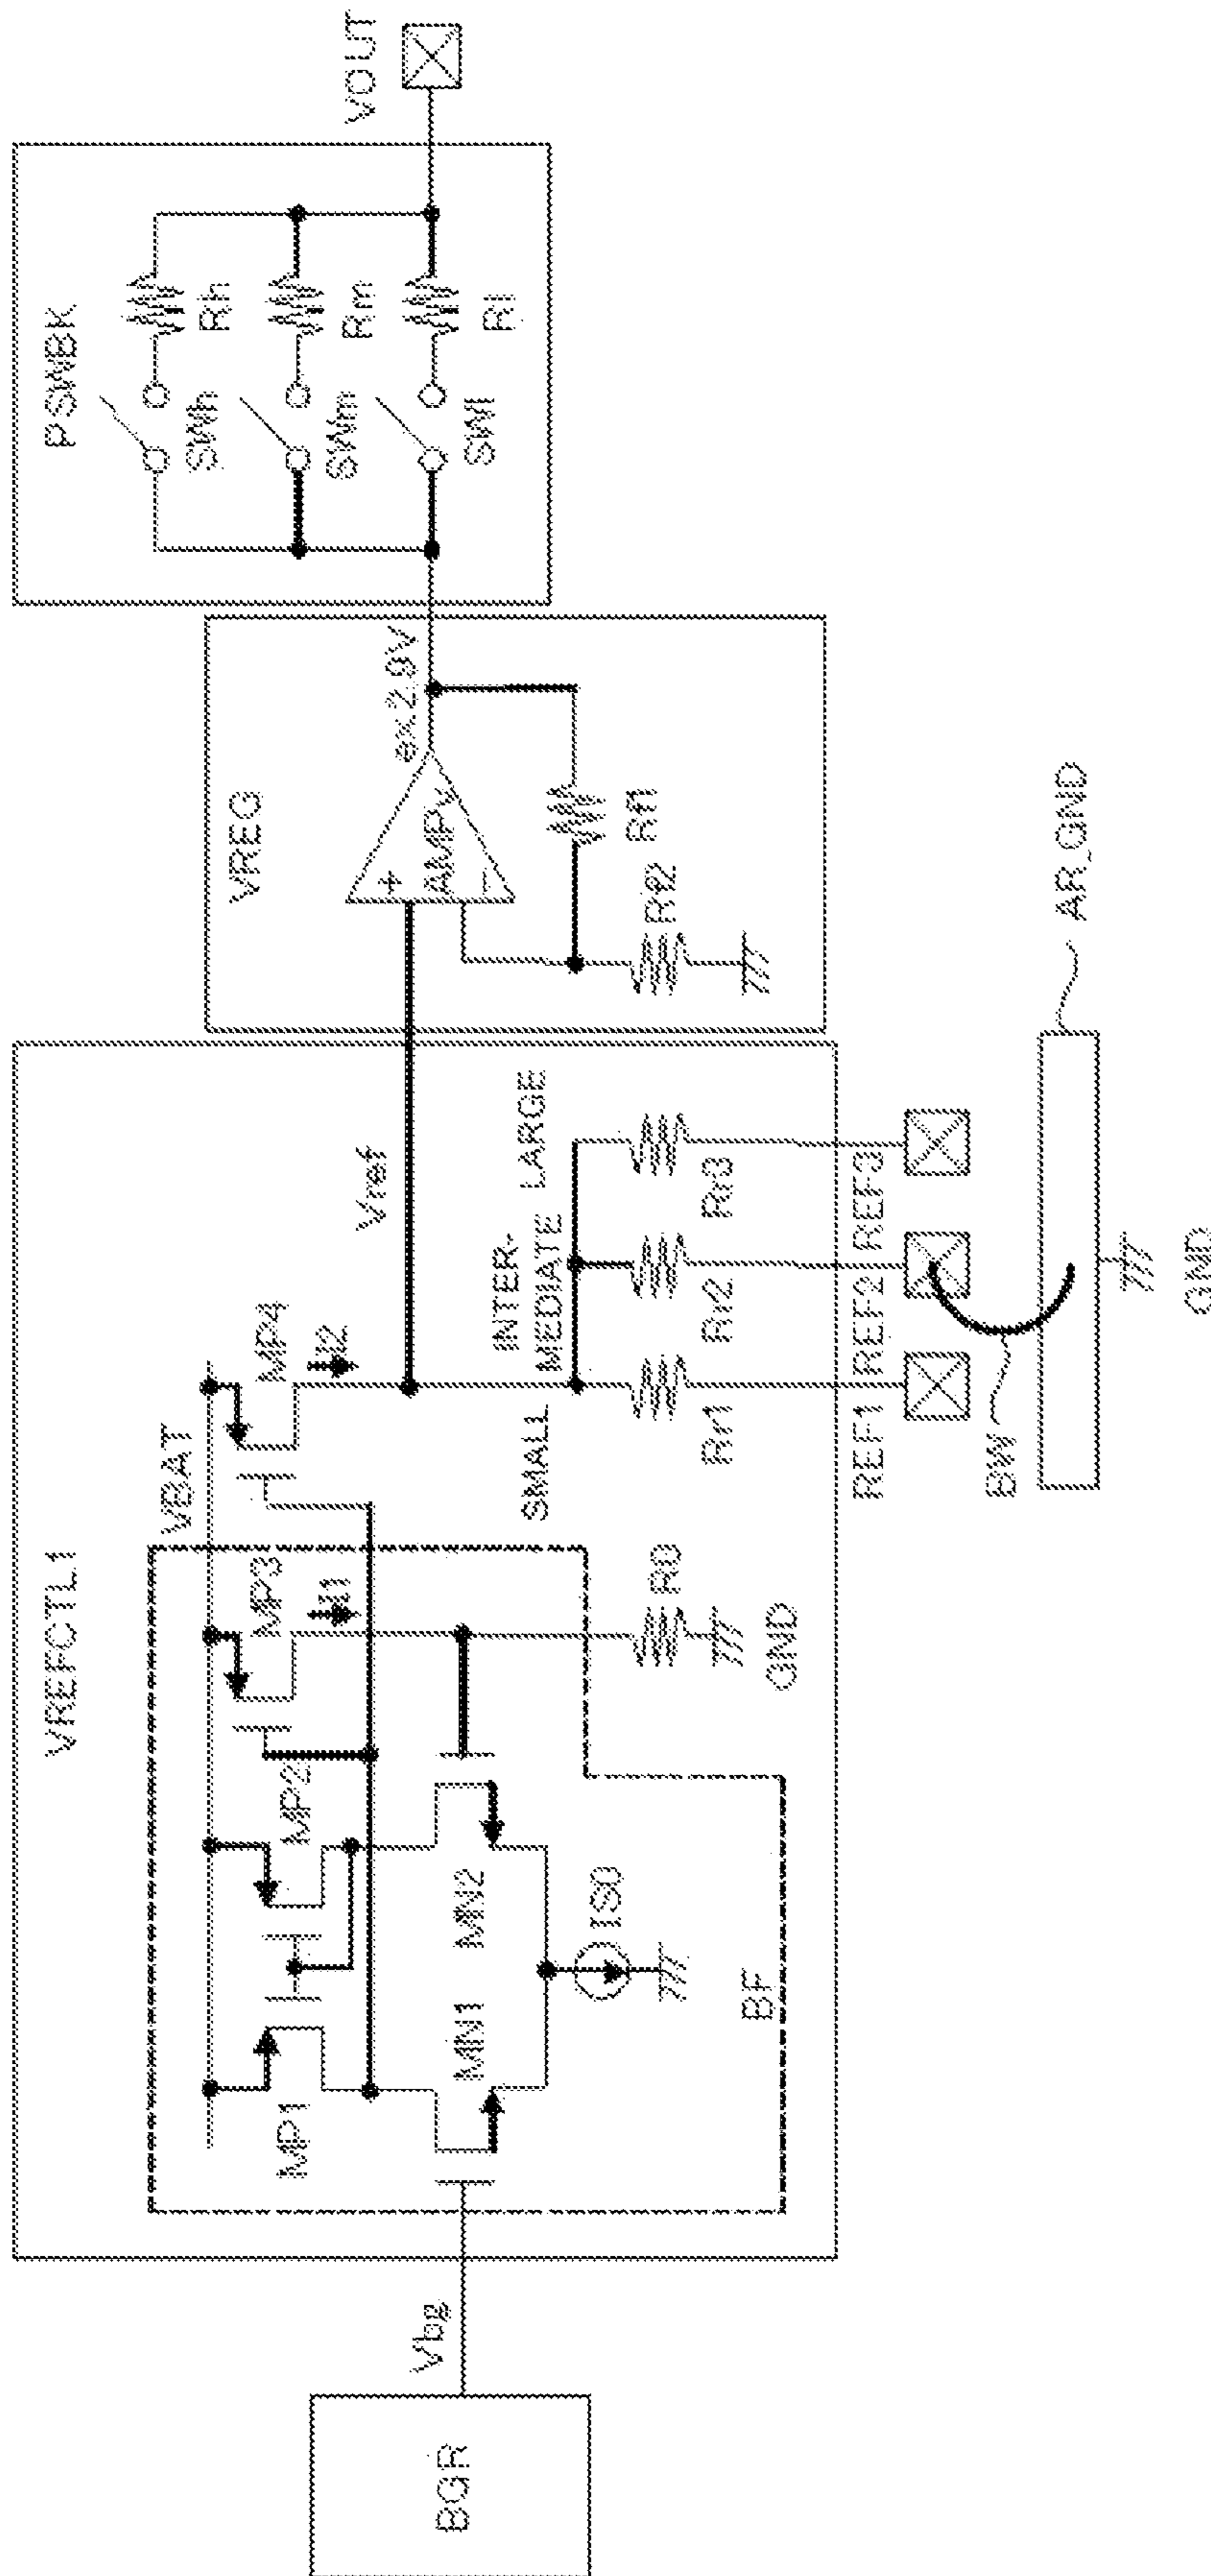 VREFCTL1
VREG
PSWBK
VOUT
VBAT
MP1
MP2
MP3
MP4
I1
I2
Vref
+
−
AMPv
ex2.9V
SWh
SWm
SWl
Rh
Rm
Rl
BGR
Vbg
MN1
MN2
IS0
BF
R0
GND
SMALL
INTER-
MEDIATE
LARGE
Rr1
Rr2
Rr3
Rf2
Rf1
REF1
REF2
REF3
BW
AR_GND
GND